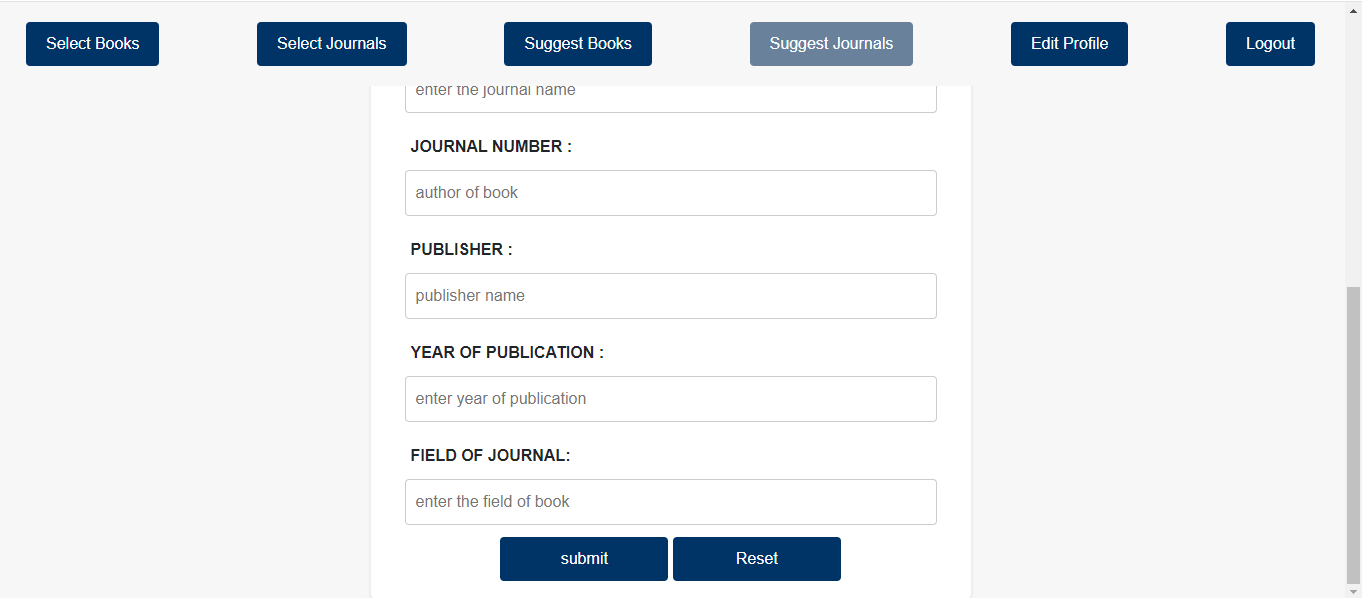 Select Books Select Journals Suggest Books Suggest Journals Edit Profile Logout
enter the journal name
JOURNAL NUMBER :
author of book
PUBLISHER :
publisher name
YEAR OF PUBLICATION :
enter year of publication
FIELD OF JOURNAL:
enter the field of book
submit Reset